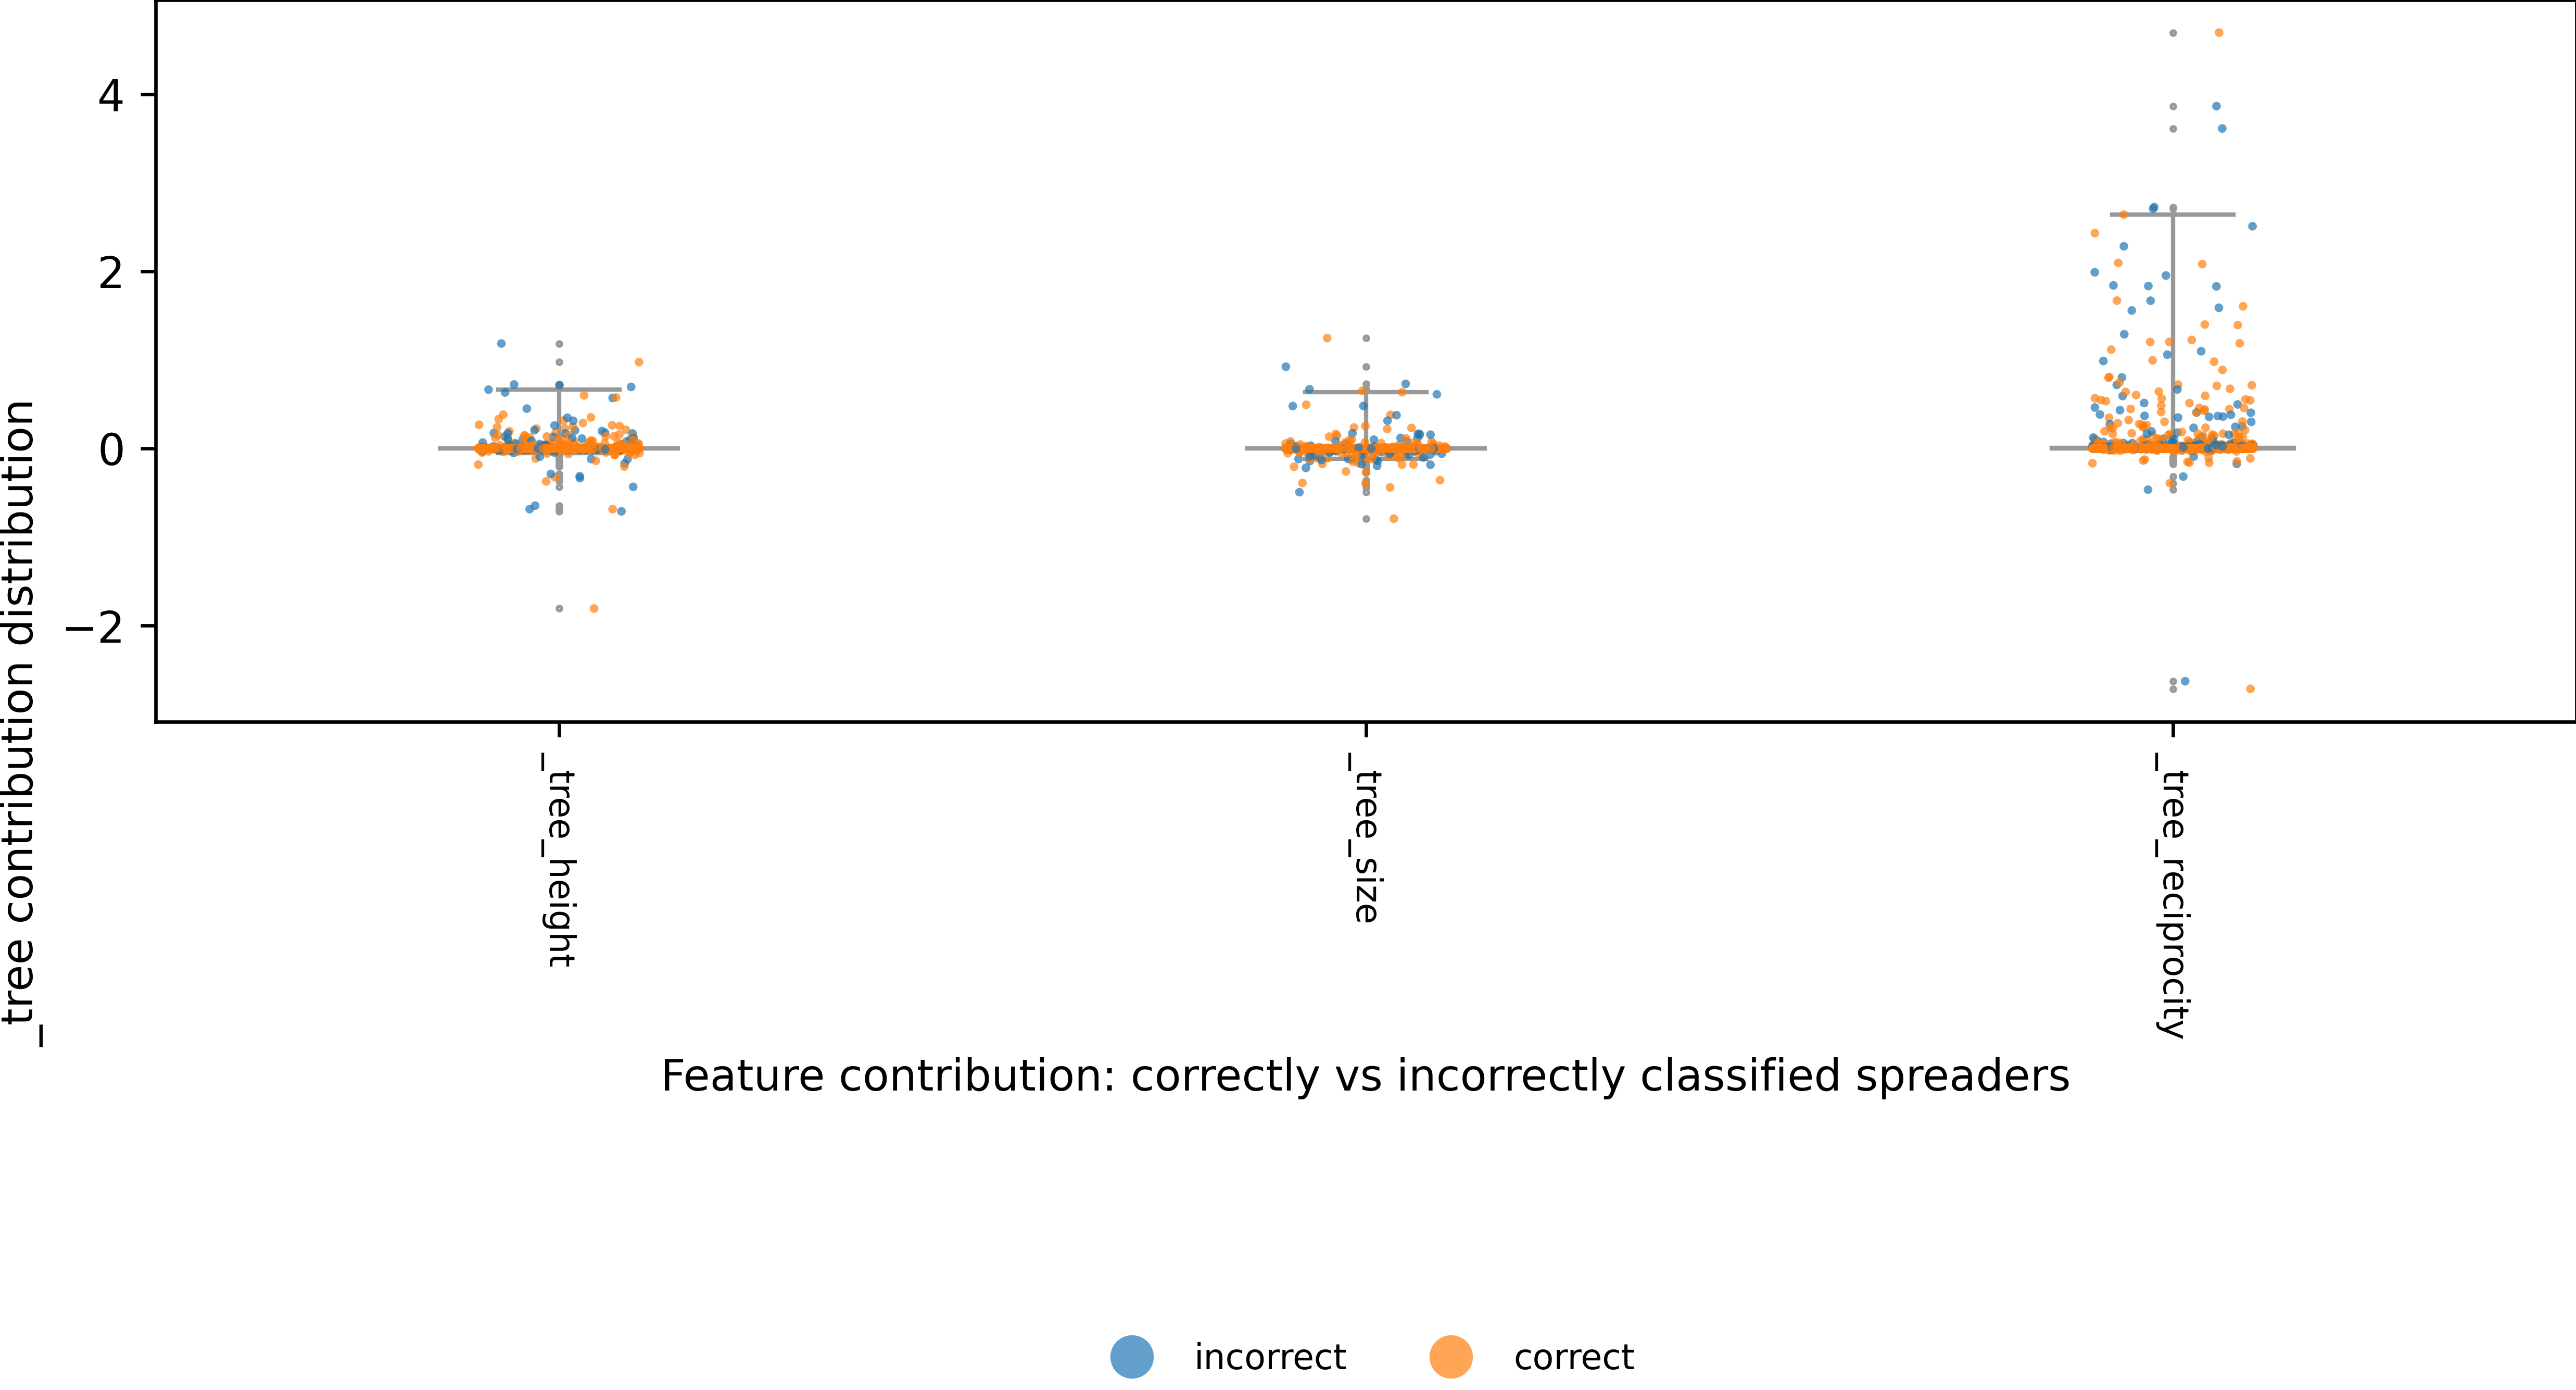 4
2
0
−2
_tree contribution distribution
_tree_height
_tree_size
_tree_reciprocity
Feature contribution: correctly vs incorrectly classified spreaders
incorrect
correct